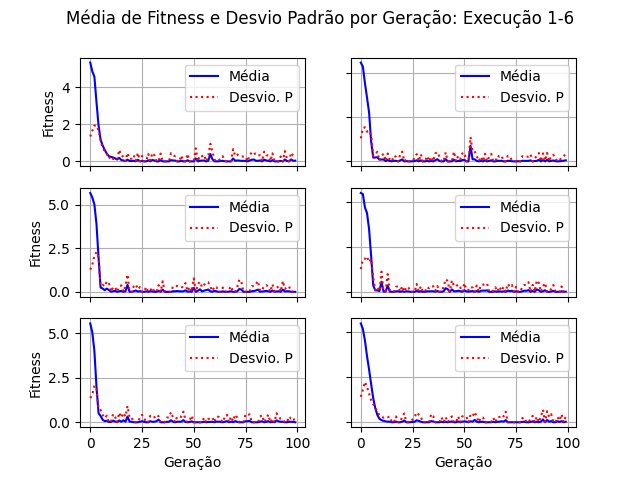 Média de Fitness e Desvio Padrão por Geração: Execução 1-6
Fitness
4
2
0
Média
Desvio. P
Média
Desvio. P
Fitness
5.0
2.5
0.0
Média
Desvio. P
Média
Desvio. P
Fitness
5.0
2.5
0.0
Média
Desvio. P
Média
Desvio. P
0 25 50 75 100
0 25 50 75 100
Geração
Geração